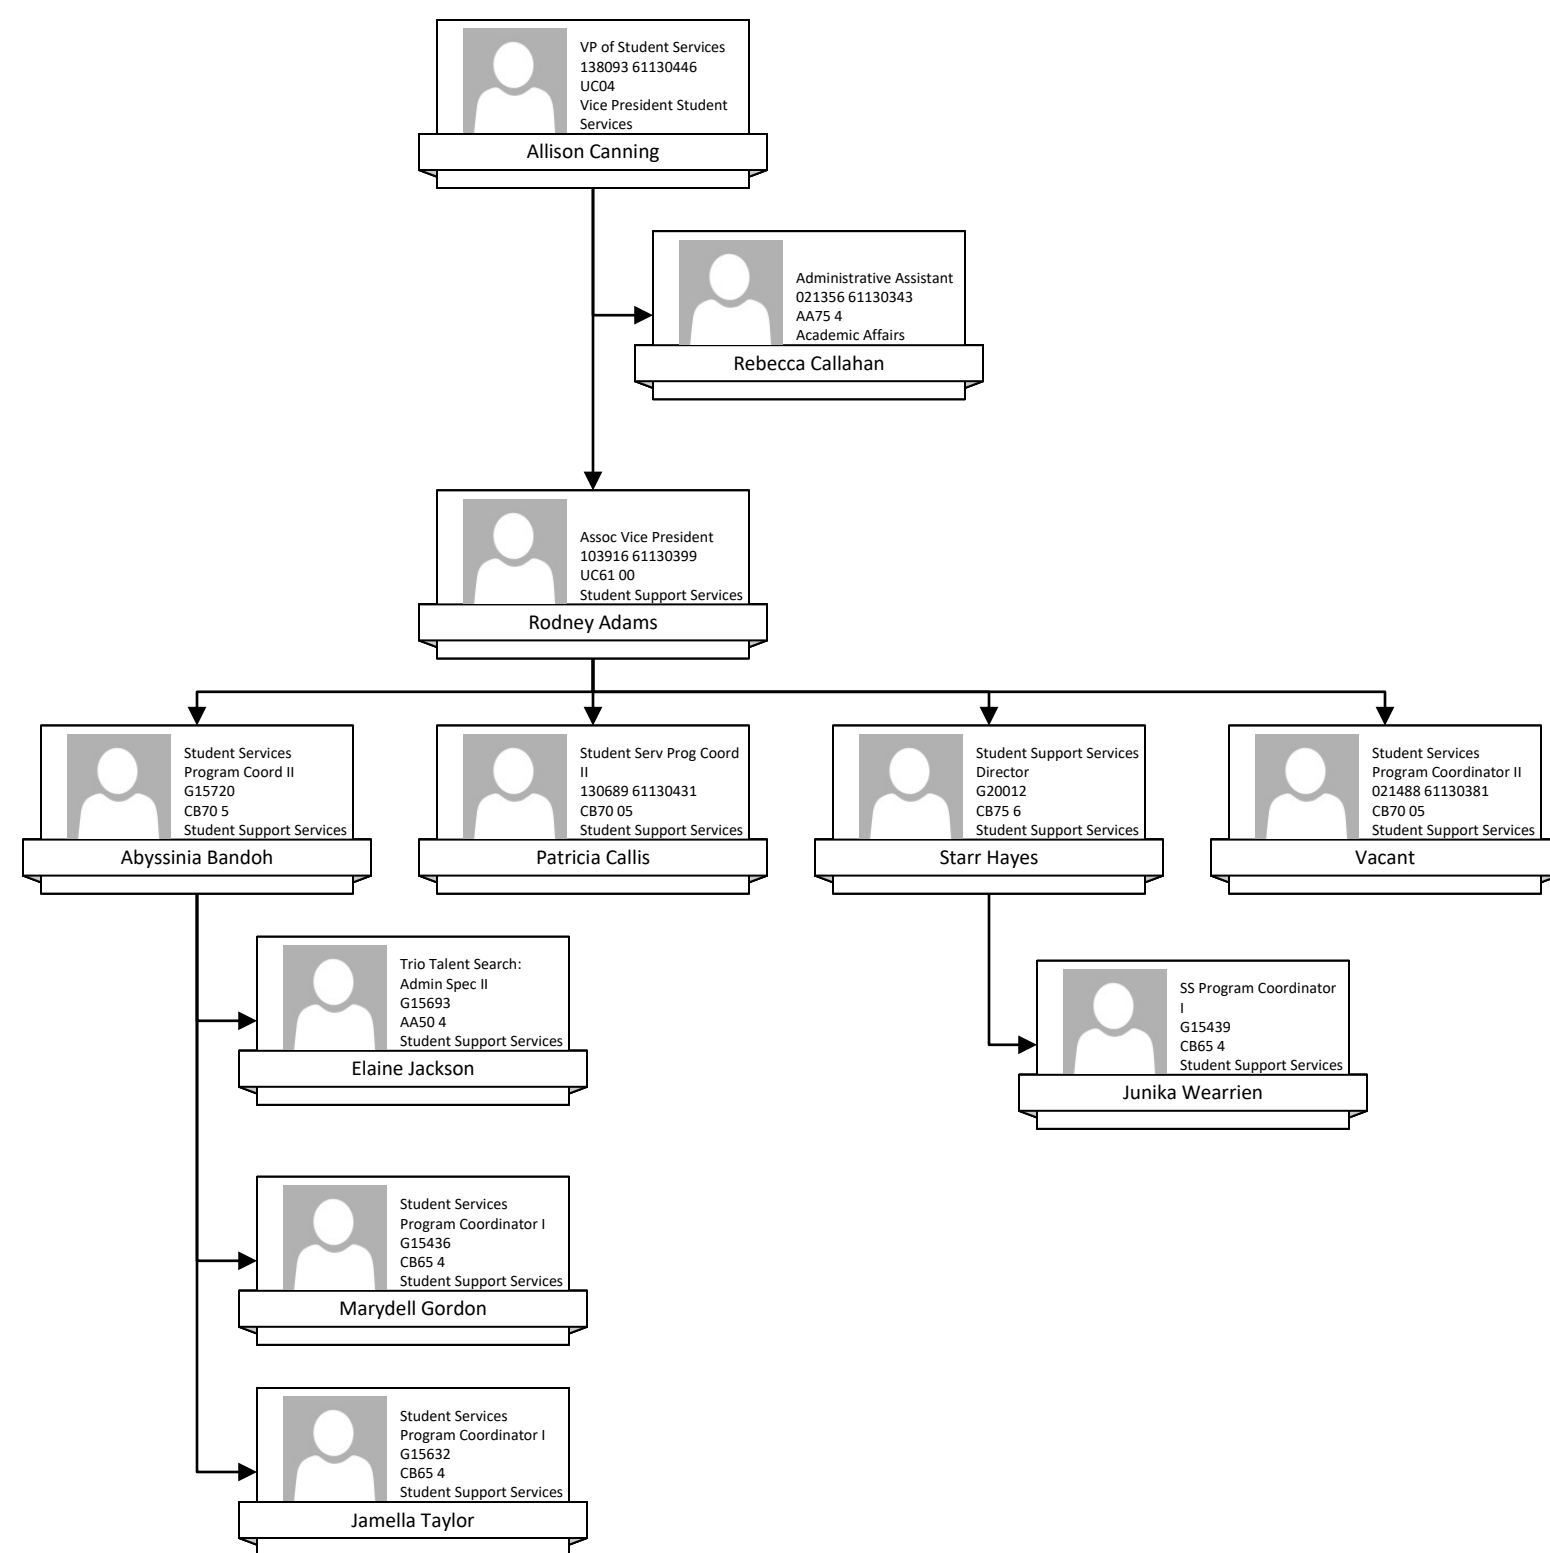 VP of Student Services
138093 61130446
UC04
Vice President Student
Services
Allison Canning
Administrative Assistant
021356 61130343
AA75 4
Academic Affairs
Rebecca Callahan
Assoc Vice President
103916 61130399
UC61 00
Student Support Services
Rodney Adams
Student Services
Program Coord II
G15720
CB70 5
Student Support Services
Abyssinia Bandoh
Student Serv Prog Coord
II
130689 61130431
CB70 05
Student Support Services
Patricia Callis
Student Support Services
Director
G20012
CB75 6
Student Support Services
Starr Hayes
Student Services
Program Coordinator II
021488 61130381
CB70 05
Student Support Services
Vacant
Trio Talent Search:
Admin Spec II
G15693
AA50 4
Student Support Services
Elaine Jackson
SS Program Coordinator
I
G15439
CB65 4
Student Support Services
Junika Wearrien
Student Services
Program Coordinator I
G15436
CB65 4
Student Support Services
Marydell Gordon
Student Services
Program Coordinator I
G15632
CB65 4
Student Support Services
Jamella Taylor